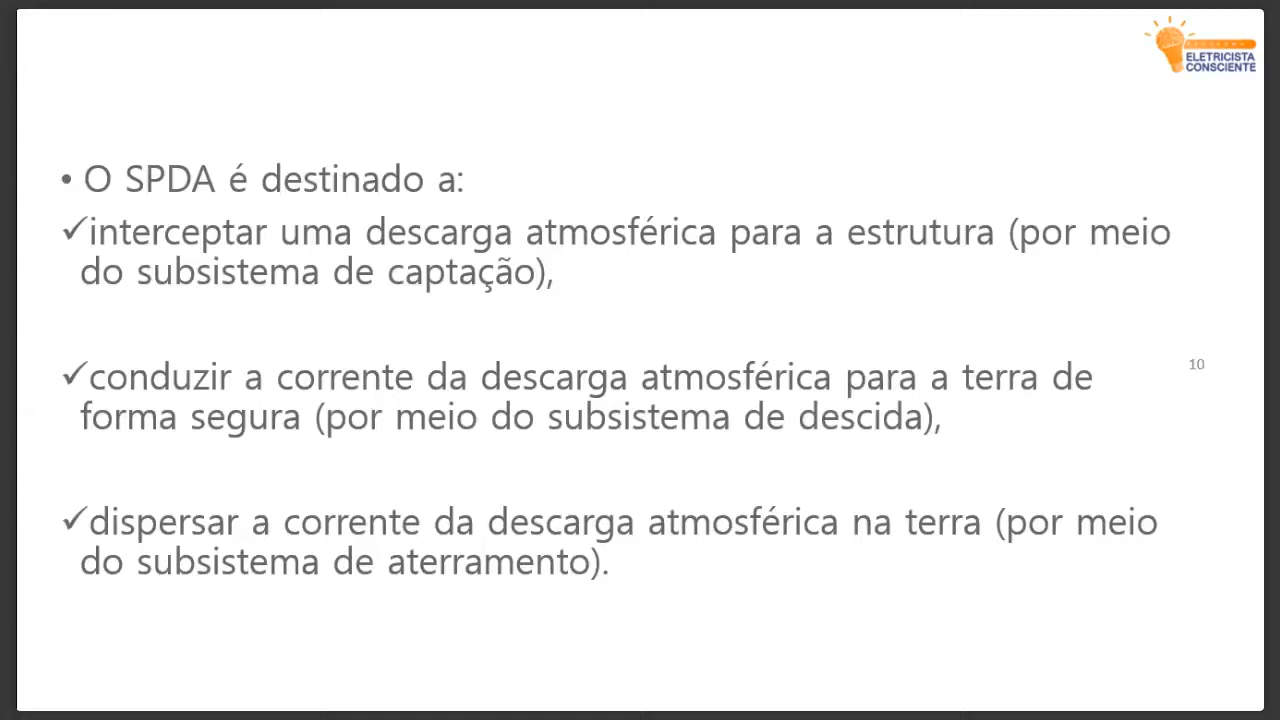 ELETRICISTA
CONSCIENTE
• O SPDA é destinado a:
✓interceptar uma descarga atmosférica para a estrutura (por meio
do subsistema de captação),
✓conduzir a corrente da descarga atmosférica para a terra de
forma segura (por meio do subsistema de descida),
10
✓dispersar a corrente da descarga atmosférica na terra (por meio
do subsistema de aterramento).